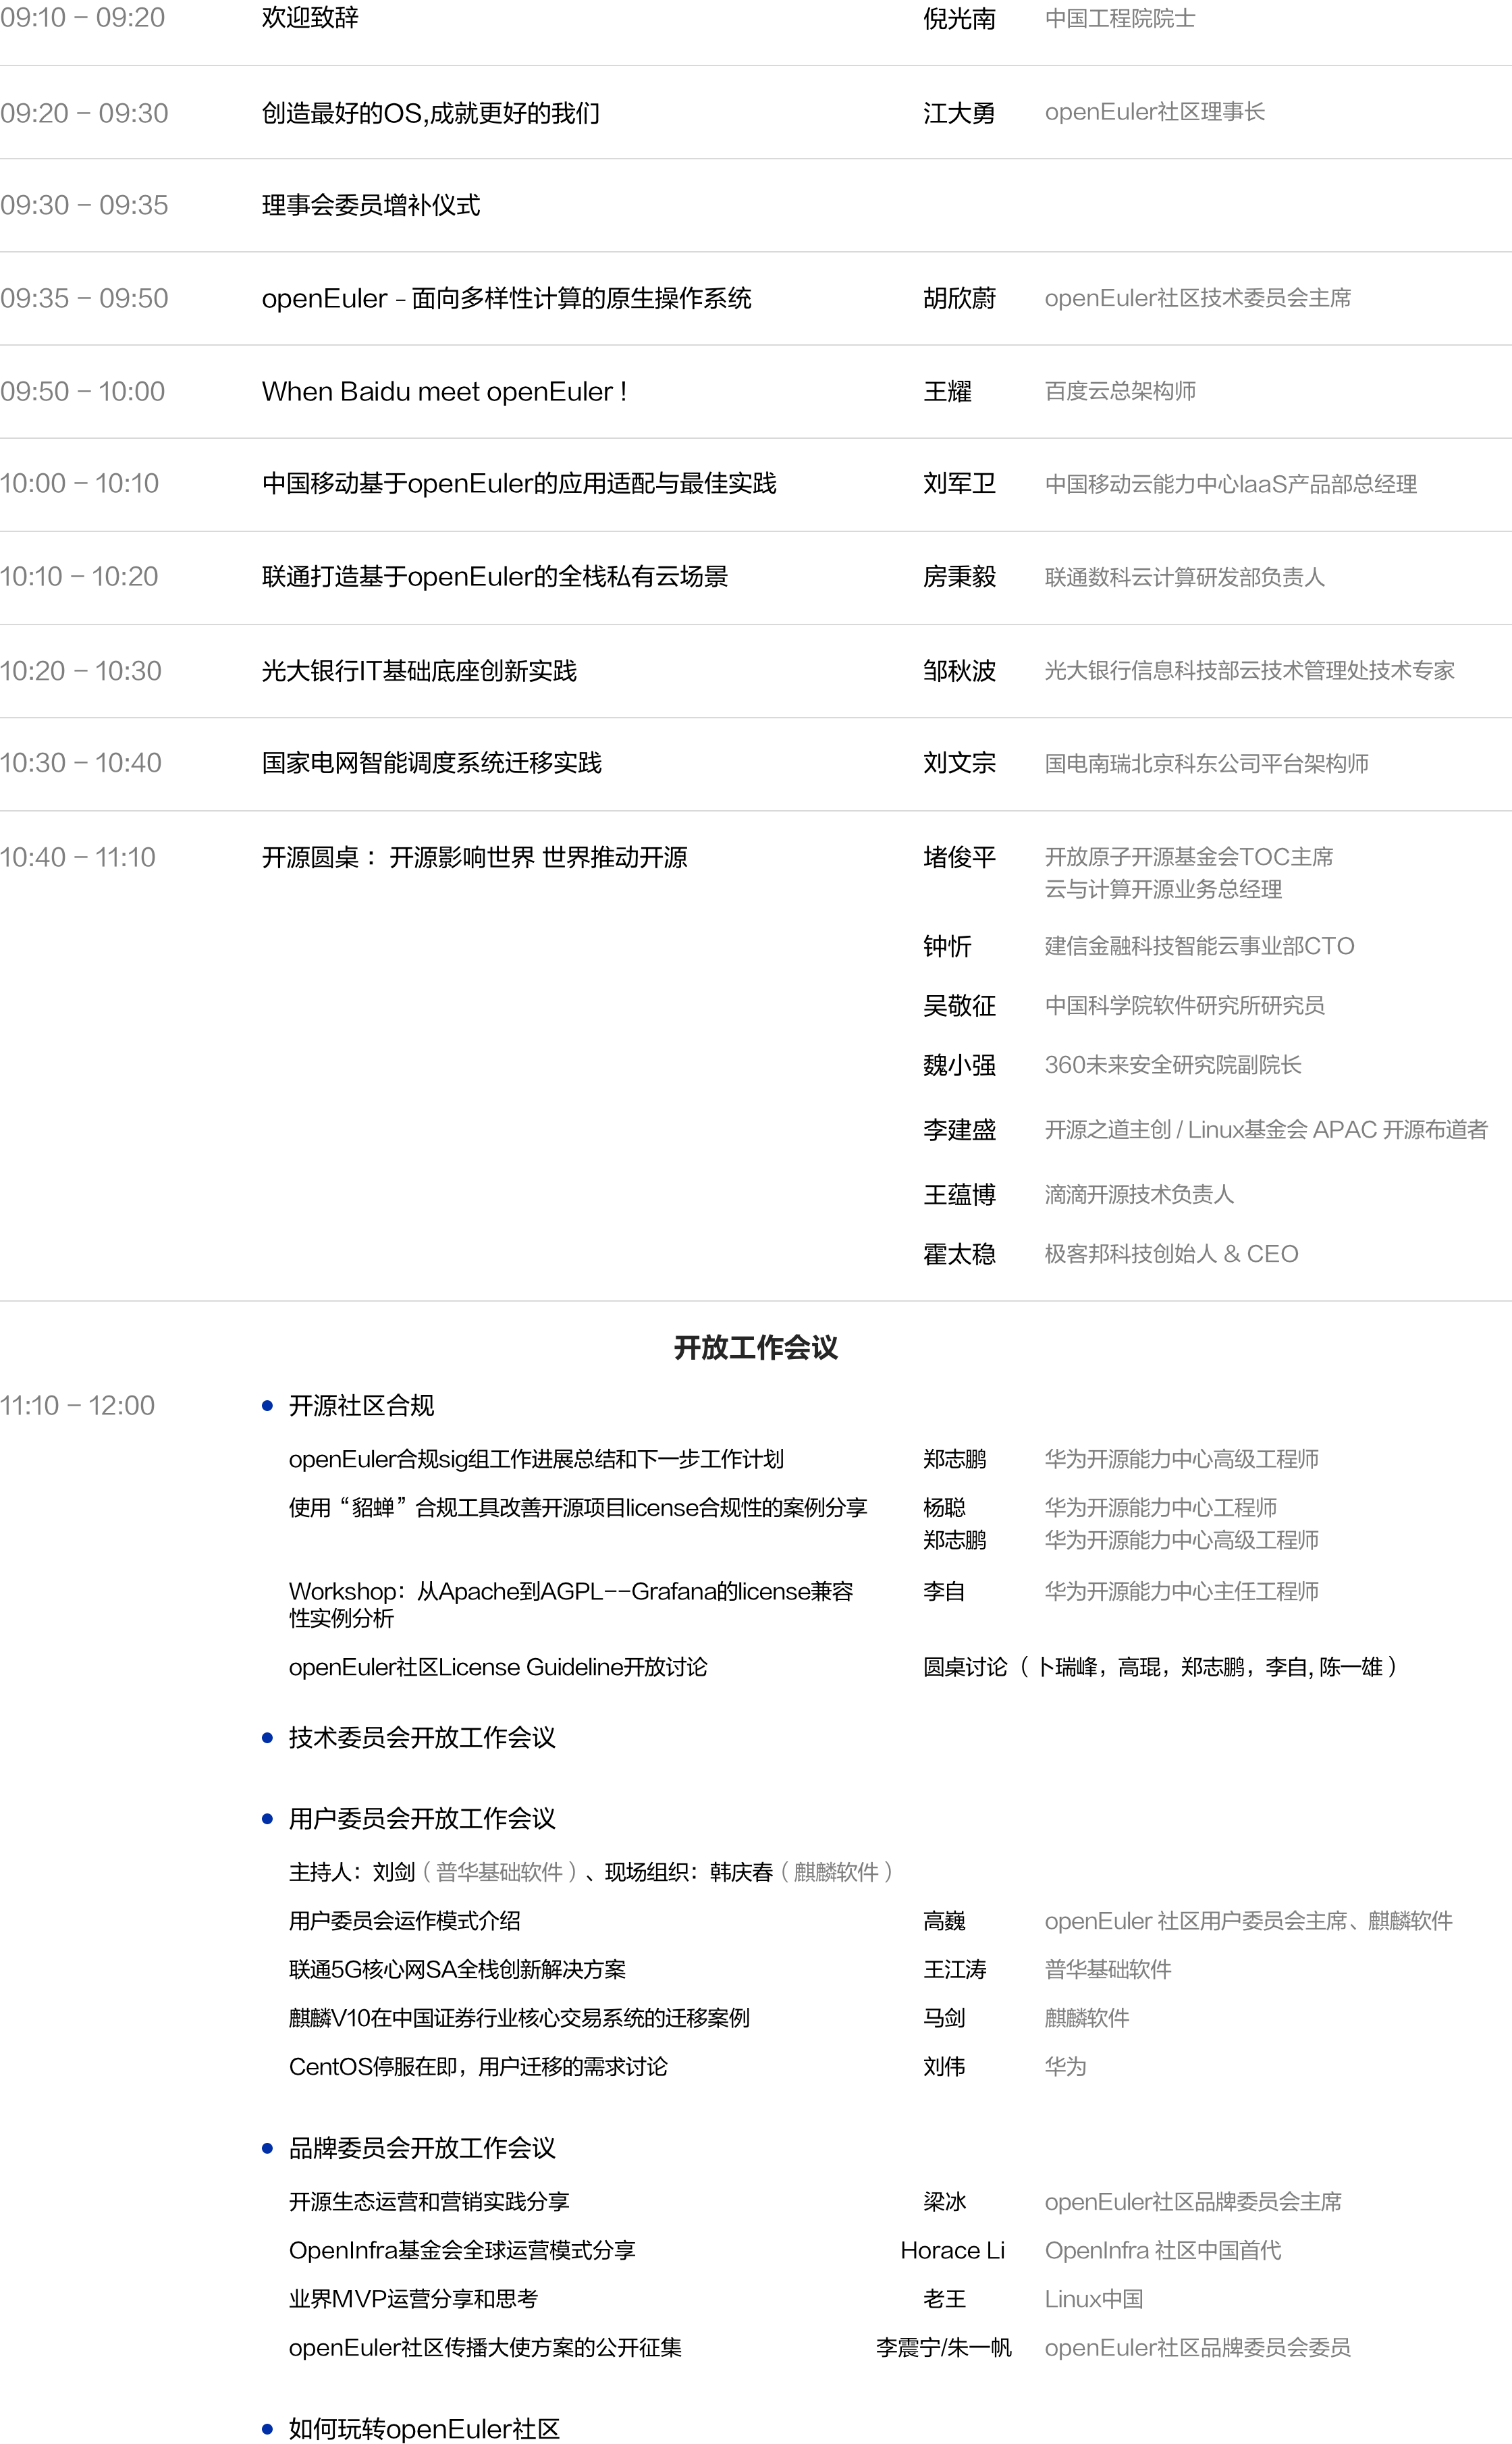 09:10 – 09:20 欢迎致辞 倪光南 中国工程院院士
09:20 – 09:30 创造最好的OS,成就更好的我们 江大勇 openEuler社区理事长
09:30 – 09:35 理事会委员增补仪式
09:35 – 09:50 openEuler – 面向多样性计算的原生操作系统 胡欣蔚 openEuler社区技术委员会主席
09:50 – 10:00 When Baidu meet openEuler！ 王耀 百度云总架构师
10:00 – 10:10 中国移动基于openEuler的应用适配与最佳实践 刘军卫 中国移动云能力中心IaaS产品部总经理
10:10 – 10:20 联通打造基于openEuler的全栈私有云场景 房秉毅 联通数科云计算研发部负责人
10:20 – 10:30 光大银行IT基础底座创新实践 邹秋波 光大银行信息科技部云技术管理处技术专家
10:30 – 10:40 国家电网智能调度系统迁移实践 刘文宗 国电南瑞北京科东公司平台架构师
10:40 – 11:10 开源圆桌： 开源影响世界 世界推动开源 堵俊平 开放原子开源基金会TOC主席
云与计算开源业务总经理
钟忻 建信金融科技智能云事业部CTO
吴敬征 中国科学院软件研究所研究员
魏小强 360未来安全研究院副院长
李建盛 开源之道主创 / Linux基金会 APAC 开源布道者
王蕴博 滴滴开源技术负责人
霍太稳 极客邦科技创始人 & CEO
开放工作会议
11:10 – 12:00 • 开源社区合规
openEuler合规sig组工作进展总结和下一步工作计划 郑志鹏 华为开源能力中心高级工程师
使用“貂蝉”合规工具改善开源项目license合规性的案例分享 杨聪 华为开源能力中心工程师
郑志鹏 华为开源能力中心高级工程师
Workshop：从Apache到AGPL——Grafana的license兼容 李自 华为开源能力中心主任工程师
性实例分析
openEuler社区License Guideline开放讨论 圆桌讨论（卜瑞峰，高琨，郑志鹏，李自, 陈一雄）
• 技术委员会开放工作会议
• 用户委员会开放工作会议
主持人：刘剑（普华基础软件）、现场组织：韩庆春（麒麟软件）
用户委员会运作模式介绍 高巍 openEuler 社区用户委员会主席、麒麟软件
联通5G核心网SA全栈创新解决方案 王江涛 普华基础软件
麒麟V10在中国证券行业核心交易系统的迁移案例 马剑 麒麟软件
CentOS停服在即，用户迁移的需求讨论 刘伟 华为
• 品牌委员会开放工作会议
开源生态运营和营销实践分享 梁冰 openEuler社区品牌委员会主席
OpenInfra基金会全球运营模式分享 Horace Li OpenInfra 社区中国首代
业界MVP运营分享和思考 老王 Linux中国
openEuler社区传播大使方案的公开征集 李震宁/朱一帆 openEuler社区品牌委员会委员
• 如何玩转openEuler社区